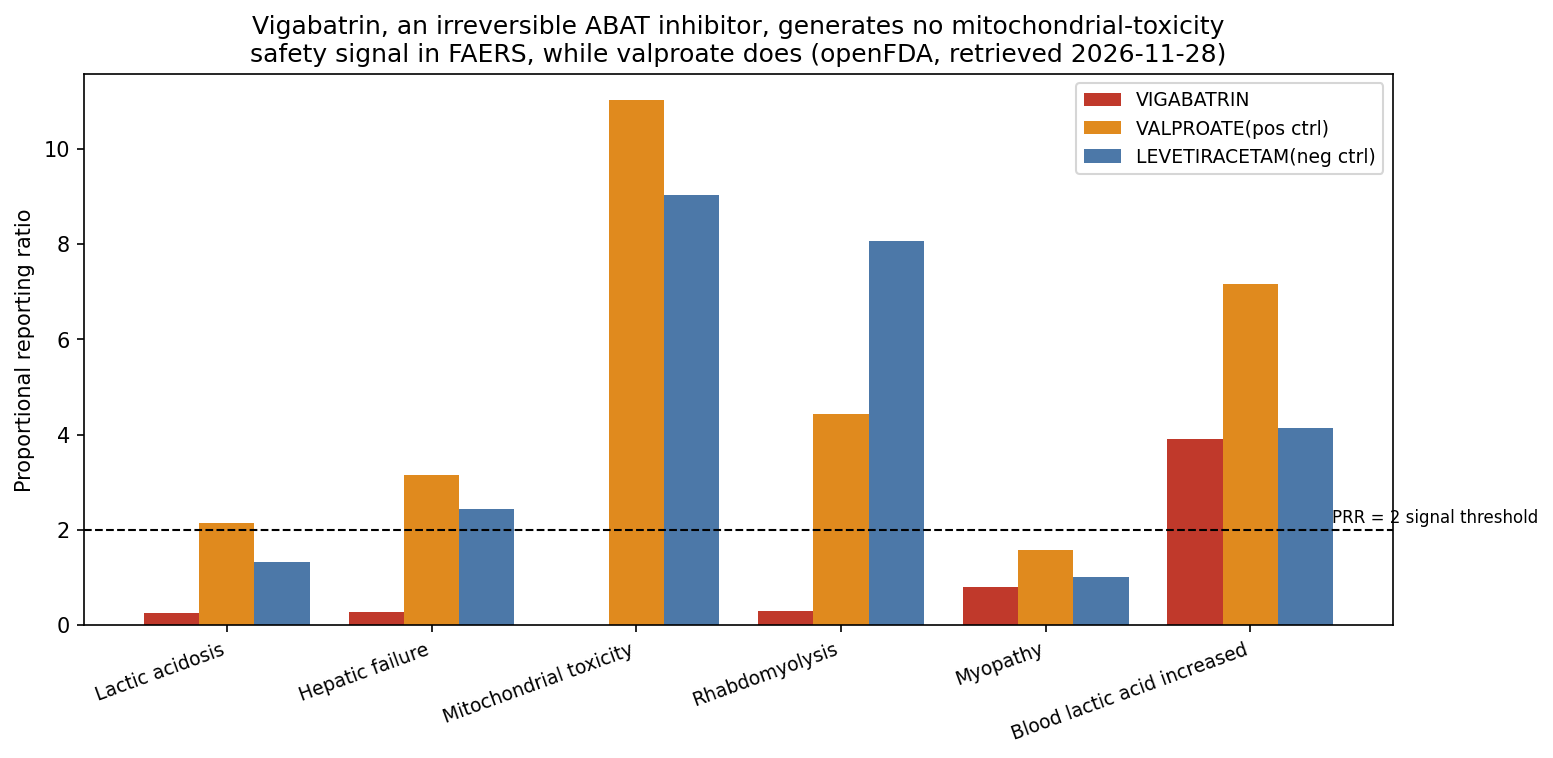 Vigabatrin, an irreversible ABAT inhibitor, generates no mitochondrial-toxicity
safety signal in FAERS, while valproate does (openFDA, retrieved 2026-11-28)
Proportional reporting ratio
10
8
6
4
2
0
VIGABATRIN
VALPROATE(pos ctrl)
LEVETIRACETAM(neg ctrl)
PRR = 2 signal threshold
Lactic acidosis
Hepatic failure
Mitochondrial toxicity
Rhabdomyolysis
Myopathy
Blood lactic acid increased